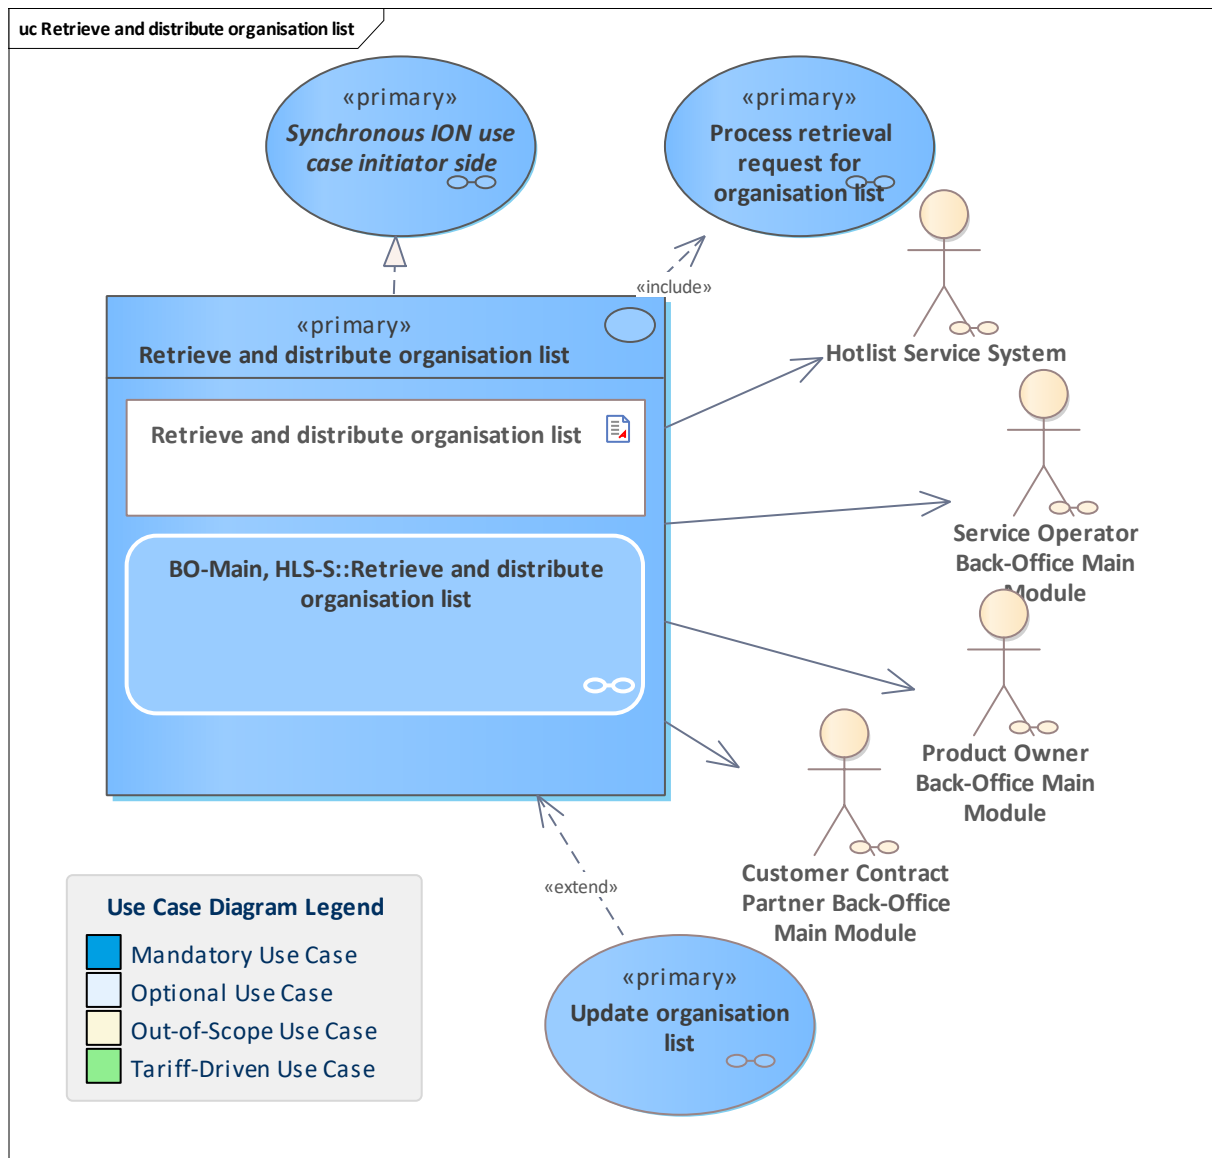 uc Retrieve and distribute organisation list
«primary»
Synchronous ION use
case initiator side
«primary»
Process retrieval
request for
organisation list
«include»
Hotlist Service System
«primary»
Retrieve and distribute organisation list
Retrieve and distribute organisation list
BO-Main, HLS-S::Retrieve and distribute
organisation list
Service Operator
Back-Office Main
Module
Product Owner
Back-Office Main
Module
Customer Contract
Partner Back-Office
Main Module
«extend»
«primary»
Update organisation
list
Use Case Diagram Legend
Mandatory Use Case
Optional Use Case
Out-of-Scope Use Case
Tariff-Driven Use Case